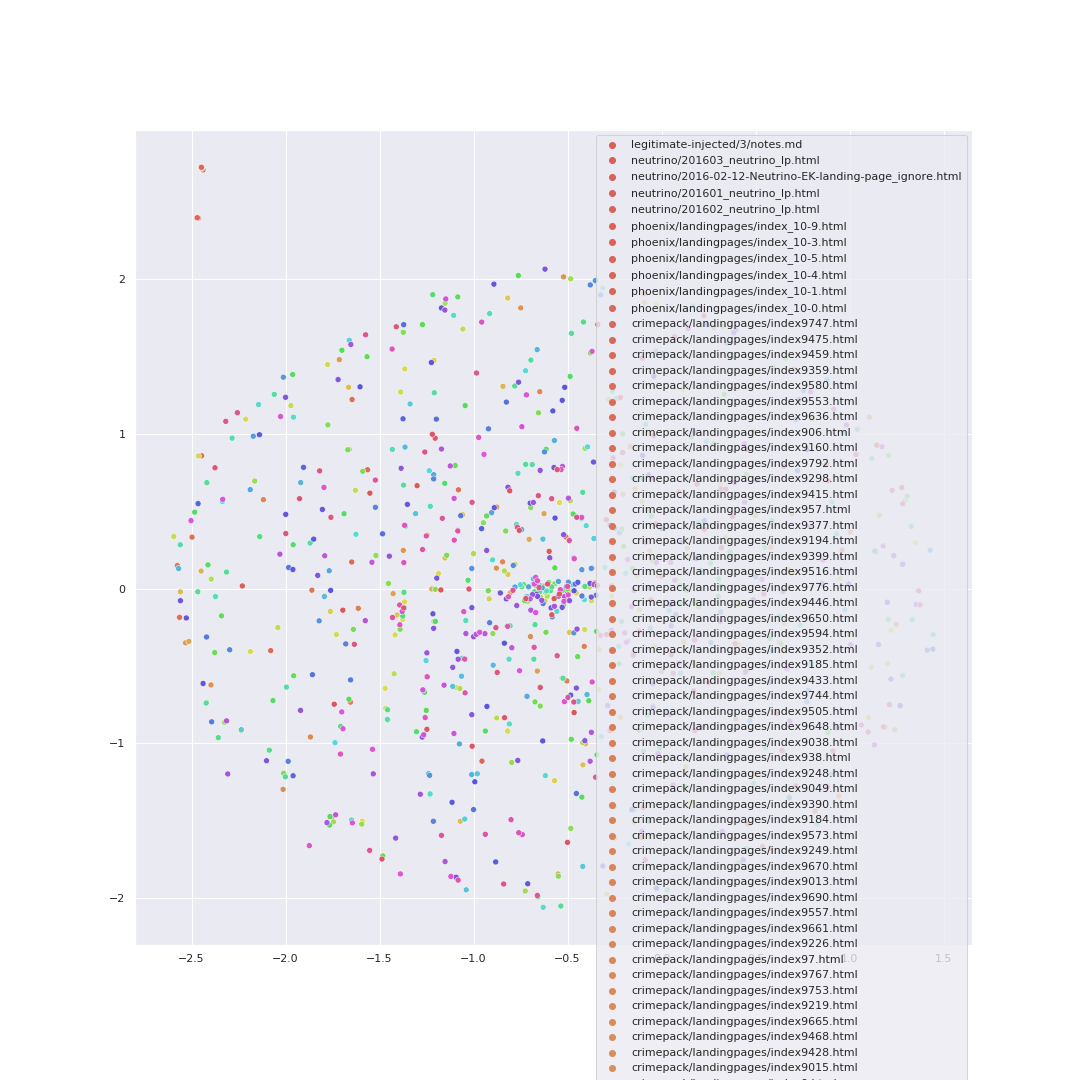 legitimate-injected/3/notes.md
neutrino/201603_neutrino_lp.html
neutrino/2016-02-12-Neutrino-EK-landing-page_ignore.html
neutrino/201601_neutrino_lp.html
neutrino/201602_neutrino_lp.html
phoenix/landingpages/index_10-9.html
phoenix/landingpages/index_10-3.html
phoenix/landingpages/index_10-5.html
phoenix/landingpages/index_10-4.html
phoenix/landingpages/index_10-1.html
phoenix/landingpages/index_10-0.html
crimepack/landingpages/index9747.html
crimepack/landingpages/index9475.html
crimepack/landingpages/index9459.html
crimepack/landingpages/index9359.html
crimepack/landingpages/index9580.html
crimepack/landingpages/index9553.html
crimepack/landingpages/index9636.html
crimepack/landingpages/index906.html
crimepack/landingpages/index9160.html
crimepack/landingpages/index9792.html
crimepack/landingpages/index9298.html
crimepack/landingpages/index9415.html
crimepack/landingpages/index957.html
crimepack/landingpages/index9377.html
crimepack/landingpages/index9194.html
crimepack/landingpages/index9399.html
crimepack/landingpages/index9516.html
crimepack/landingpages/index9776.html
crimepack/landingpages/index9446.html
crimepack/landingpages/index9650.html
crimepack/landingpages/index9594.html
crimepack/landingpages/index9352.html
crimepack/landingpages/index9185.html
crimepack/landingpages/index9433.html
crimepack/landingpages/index9744.html
crimepack/landingpages/index9505.html
crimepack/landingpages/index9648.html
crimepack/landingpages/index9038.html
crimepack/landingpages/index938.html
crimepack/landingpages/index9248.html
crimepack/landingpages/index9049.html
crimepack/landingpages/index9390.html
crimepack/landingpages/index9184.html
crimepack/landingpages/index9573.html
crimepack/landingpages/index9249.html
crimepack/landingpages/index9670.html
crimepack/landingpages/index9013.html
crimepack/landingpages/index9690.html
crimepack/landingpages/index9557.html
crimepack/landingpages/index9661.html
crimepack/landingpages/index9226.html
crimepack/landingpages/index97.html
crimepack/landingpages/index9767.html
crimepack/landingpages/index9753.html
crimepack/landingpages/index9219.html
crimepack/landingpages/index9665.html
crimepack/landingpages/index9468.html
crimepack/landingpages/index9428.html
crimepack/landingpages/index9015.html
2
1
0
−1
−2
−2.5 −2.0 −1.5 −1.0 −0.5 1.0 1.5